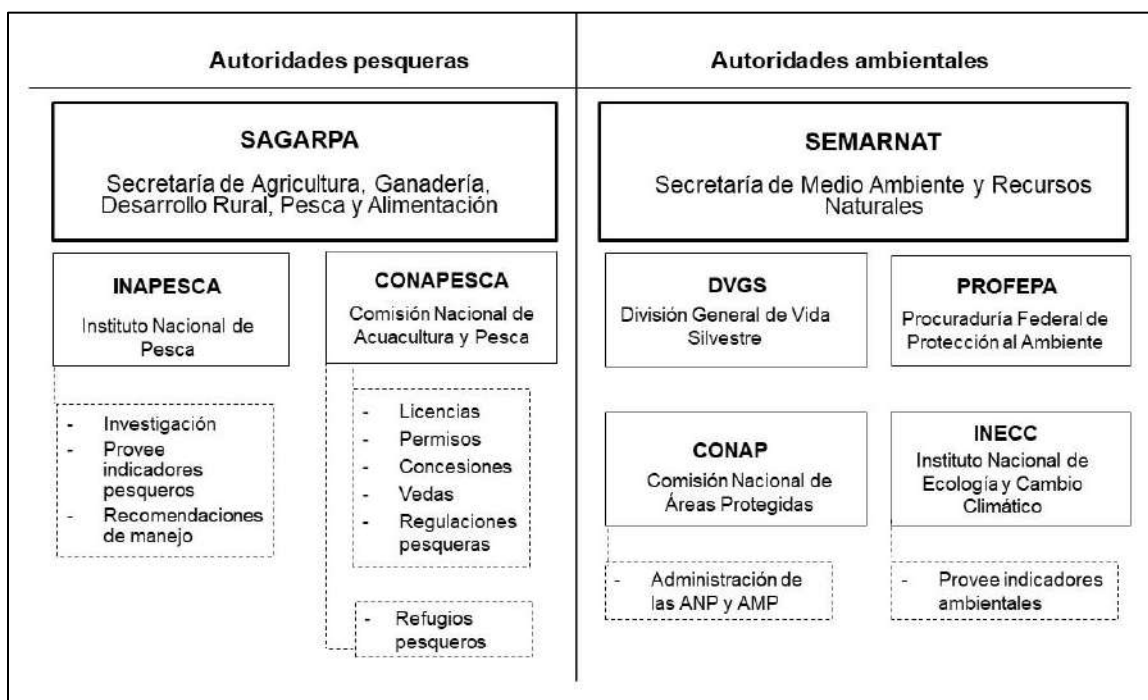 Autoridades pesqueras
SAGARPA
Secretaría de Agricultura, Ganadería,
Desarrollo Rural, Pesca y Alimentación
INAPESCA
Instituto Nacional de
Pesca
- Investigación
- Provee
indicadores
pesqueros
- Recomendaciones
de manejo
CONAPESCA
Comisión Nacional de
Acuacultura y Pesca
- Licencias
- Permisos
- Concesiones
- Vedas
- Regulaciones
pesqueras
- Refugios
pesqueros
Autoridades ambientales
SEMARNAT
Secretaría de Medio Ambiente y Recursos
Naturales
DVGS
División General de Vida
Silvestre
PROFEPA
Procuraduría Federal de
Protección al Ambiente
CONAP
Comisión Nacional de
Áreas Protegidas
- Administración de
las ANP y AMP
INECC
Instituto Nacional de
Ecología y Cambio
Climático
- Provee indicadores
ambientales